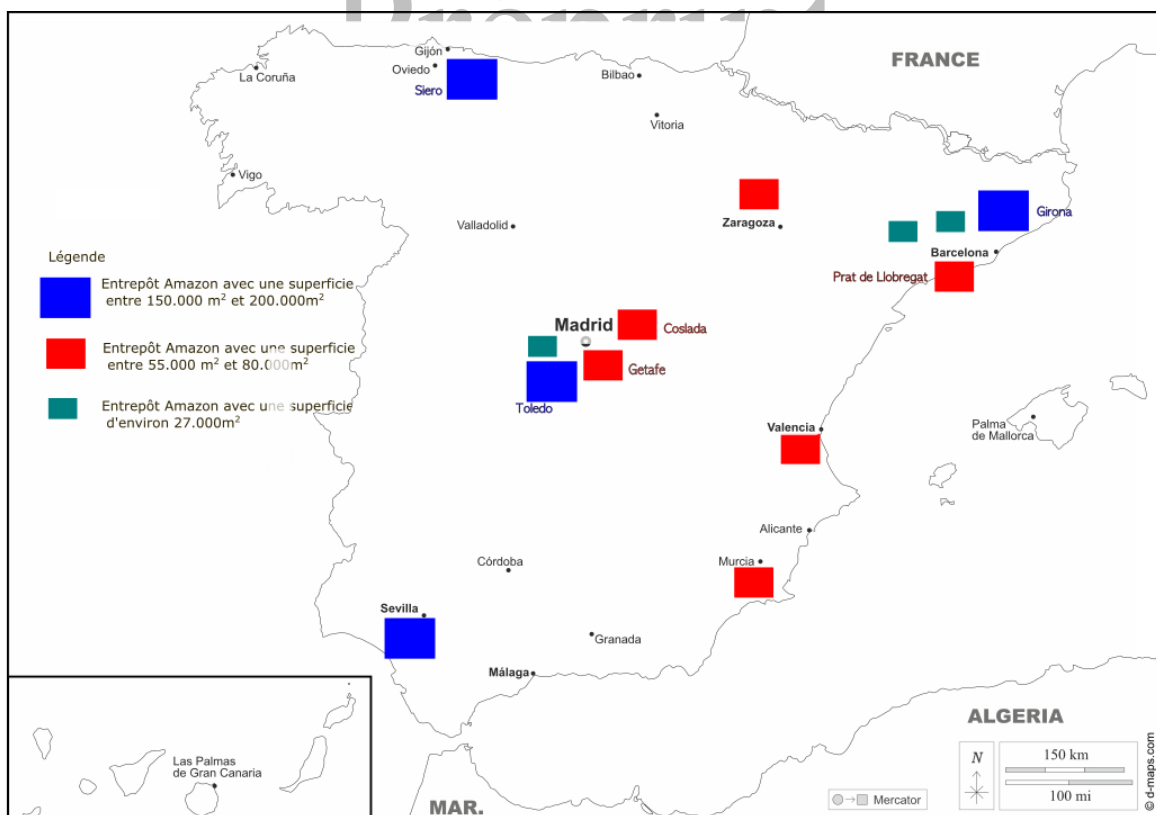 FRANCE
Gijón
Oviedo
La Coruña
Siero
Bilbao
Vitoria
Vigo
Valladolid
Zaragoza
Girona
Barcelona
Prat de Llobregat
Légende
Entrepôt Amazon avec une superficie
entre 150.000 m² et 200.000m²
Entrepôt Amazon avec une superficie
entre 55.000 m² et 80.000m²
Entrepôt Amazon avec une superficie
d'environ 27.000m²
Madrid
Coslada
Getafe
Toledo
Valencia
Palma
de Mallorca
Alicante
Murcia
Córdoba
Sevilla
Granada
Málaga
Las Palmas
de Gran Canaria
MAR.
ALGERIA
N
150 km
100 mi
Mercator
© d-maps.com